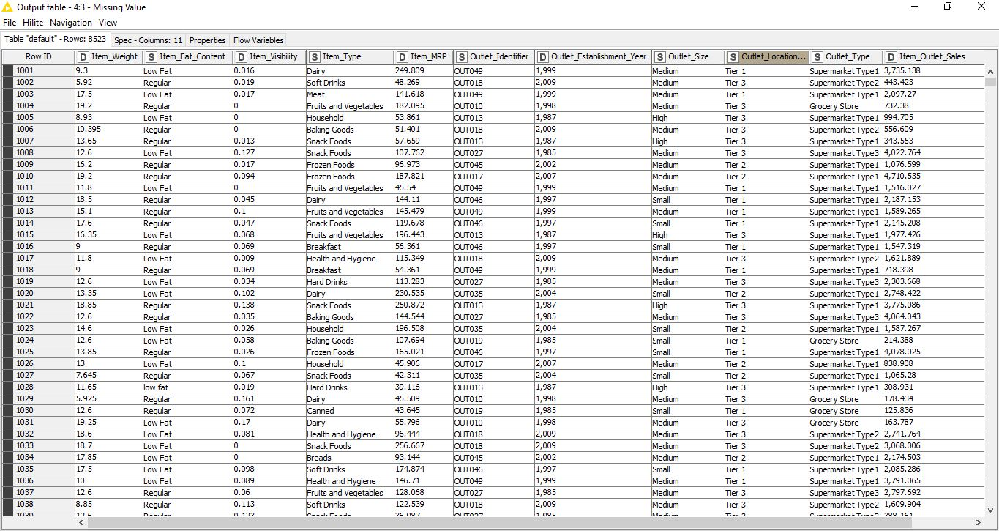 Output table - 4:3 - Missing Value
File Hilite Navigation View
Table "default" - Rows: 8523 Spec - Columns: 11 Properties Flow Variables
Row ID D Item_Weight S Item_Fat_Content D Item_Visibility S Item_Type D Item_MRP S Outlet_Identifier D Outlet_Establishment_Year S Outlet_Size S Outlet_Location... S Outlet_Type D Item_Outlet_Sales
1001 9.3 Low Fat 0.016 Dairy 249.809 OUT049 1,999 Medium Tier 1 Supermarket Type1 3,735.138
1002 5.92 Regular 0.019 Soft Drinks 48.269 OUT018 2,009 Medium Tier 3 Supermarket Type2 443.423
1003 17.5 Low Fat 0.017 Meat 141.618 OUT049 1,999 Medium Tier 1 Supermarket Type1 2,097.27
1004 19.2 Regular 0 Fruits and Vegetables 182.095 OUT010 1,998 Medium Tier 3 Grocery Store 732.38
1005 8.93 Low Fat 0 Household 53.861 OUT013 1,987 High Tier 3 Supermarket Type1 994.705
1006 10.395 Regular 0 Baking Goods 51.401 OUT018 2,009 Medium Tier 3 Supermarket Type2 556.609
1007 13.65 Regular 0.013 Snack Foods 57.659 OUT013 1,987 High Tier 3 Supermarket Type1 343.553
1008 12.6 Low Fat 0.127 Snack Foods 107.762 OUT027 1,985 Medium Tier 3 Supermarket Type3 4,022.764
1009 16.2 Regular 0.017 Frozen Foods 96.973 OUT045 2,002 Medium Tier 2 Supermarket Type1 1,076.599
1010 19.2 Regular 0.094 Frozen Foods 187.821 OUT017 2,007 Medium Tier 2 Supermarket Type1 4,710.535
1011 11.8 Low Fat 0 Fruits and Vegetables 45.54 OUT049 1,999 Medium Tier 1 Supermarket Type1 1,516.027
1012 18.5 Regular 0.045 Dairy 144.11 OUT046 1,997 Small Tier 1 Supermarket Type1 2,187.153
1013 15.1 Regular 0.1 Fruits and Vegetables 145.479 OUT049 1,999 Medium Tier 1 Supermarket Type1 1,589.265
1014 17.6 Regular 0.047 Snack Foods 119.678 OUT046 1,997 Small Tier 1 Supermarket Type1 2,145.208
1015 16.35 Low Fat 0.068 Fruits and Vegetables 196.443 OUT013 1,987 High Tier 3 Supermarket Type1 1,977.426
1016 9 Regular 0.069 Breakfast 56.361 OUT046 1,997 Small Tier 1 Supermarket Type1 1,547.319
1017 11.8 Low Fat 0.009 Health and Hygiene 115.349 OUT018 2,009 Medium Tier 3 Supermarket Type2 1,621.889
1018 9 Regular 0.069 Breakfast 54.361 OUT049 1,999 Medium Tier 1 Supermarket Type1 718.398
1019 12.6 Low Fat 0.034 Hard Drinks 113.283 OUT027 1,985 Medium Tier 3 Supermarket Type3 2,303.668
1020 13.35 Low Fat 0.102 Dairy 230.535 OUT035 2,004 Small Tier 2 Supermarket Type1 2,748.422
1021 18.85 Regular 0.138 Snack Foods 250.872 OUT013 1,987 High Tier 3 Supermarket Type1 3,775.086
1022 12.6 Regular 0.035 Baking Goods 144.544 OUT027 1,985 Medium Tier 3 Supermarket Type3 4,064.043
1023 14.6 Low Fat 0.026 Household 196.508 OUT035 2,004 Small Tier 2 Supermarket Type1 1,587.267
1024 12.6 Low Fat 0.058 Baking Goods 107.694 OUT019 1,985 Small Tier 1 Grocery Store 214.388
1025 13.85 Regular 0.026 Frozen Foods 165.021 OUT046 1,997 Small Tier 1 Supermarket Type1 4,078.025
1026 13 Low Fat 0.1 Household 45.906 OUT017 2,007 Medium Tier 2 Supermarket Type1 838.908
1027 7.645 Regular 0.067 Snack Foods 42.311 OUT035 2,004 Small Tier 2 Supermarket Type1 1,065.28
1028 11.65 low fat 0.019 Hard Drinks 39.116 OUT013 1,987 High Tier 3 Supermarket Type1 308.931
1029 5.925 Regular 0.161 Dairy 45.509 OUT010 1,998 Medium Tier 3 Grocery Store 178.434
1030 12.6 Regular 0.072 Canned 43.645 OUT019 1,985 Small Tier 1 Grocery Store 125.836
1031 19.25 Low Fat 0.17 Dairy 55.796 OUT010 1,998 Medium Tier 3 Grocery Store 163.787
1032 18.6 Low Fat 0.081 Health and Hygiene 96.444 OUT018 2,009 Medium Tier 3 Supermarket Type2 2,741.764
1033 18.7 Low Fat 0 Snack Foods 256.667 OUT018 2,009 Medium Tier 3 Supermarket Type2 3,068.006
1034 17.85 Low Fat 0 Breads 93.144 OUT045 2,002 Medium Tier 2 Supermarket Type1 2,174.503
1035 17.5 Low Fat 0.098 Soft Drinks 174.874 OUT046 1,997 Small Tier 1 Supermarket Type1 2,085.286
1036 10 Low Fat 0.089 Health and Hygiene 146.71 OUT049 1,999 Medium Tier 1 Supermarket Type1 3,791.065
1037 12.6 Regular 0.06 Fruits and Vegetables 128.068 OUT027 1,985 Medium Tier 3 Supermarket Type3 2,797.692
1038 8.85 Regular 0.113 Soft Drinks 122.539 OUT018 2,009 Medium Tier 3 Supermarket Type2 1,609.904